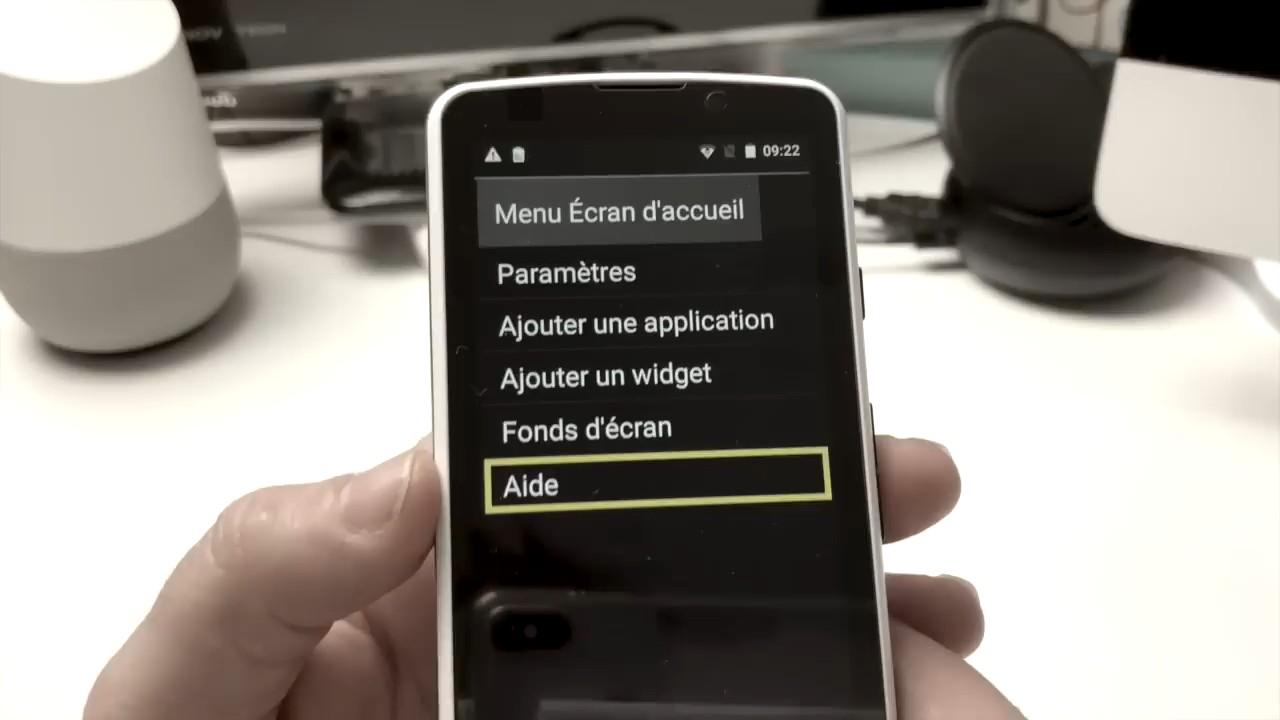 09:22
Menu Écran d'accueil
Paramètres
Ajouter une application
Ajouter un widget
Fonds d'écran
Aide